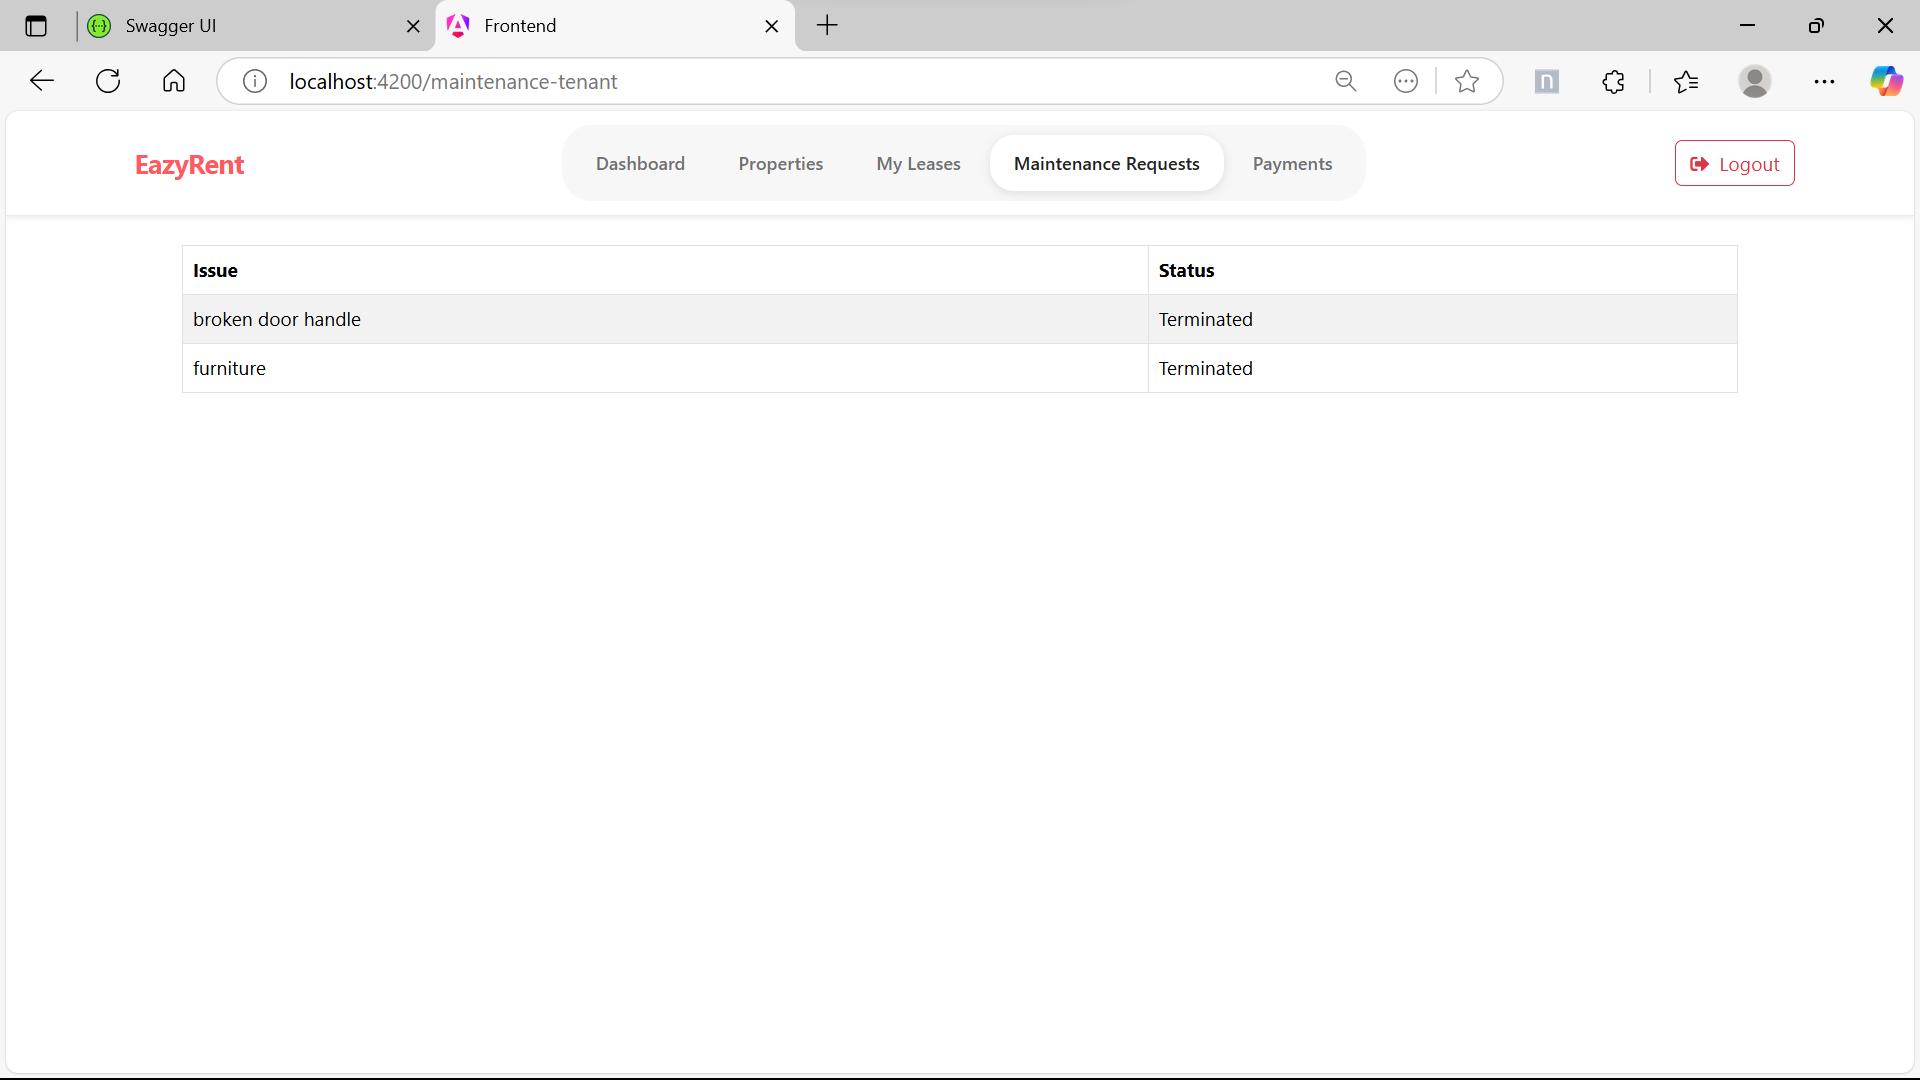 Swagger UI
Frontend
localhost:4200/maintenance-tenant
n
EazyRent
Dashboard Properties My Leases Maintenance Requests Payments
Logout
Issue Status
broken door handle Terminated
furniture Terminated